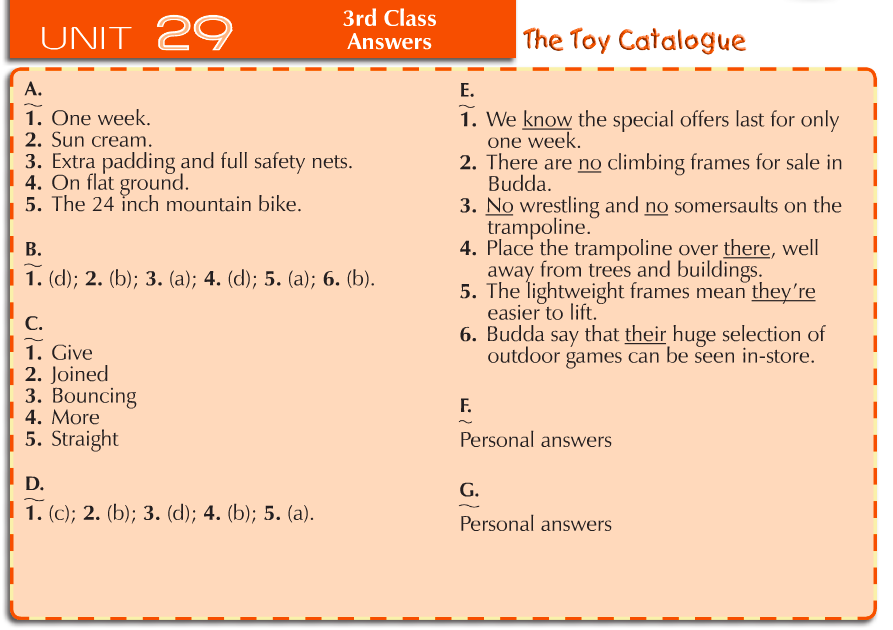 UNIT 29
3rd Class
Answers
The Toy Catalogue
A.
1. One week.
2. Sun cream.
3. Extra padding and full safety nets.
4. On flat ground.
5. The 24 inch mountain bike.
B.
1. (d); 2. (b); 3. (a); 4. (d); 5. (a); 6. (b).
C.
1. Give
2. Joined
3. Bouncing
4. More
5. Straight
D.
1. (c); 2. (b); 3. (d); 4. (b); 5. (a).
E.
1. We know the special offers last for only
one week.
2. There are no climbing frames for sale in
Budda.
3. No wrestling and no somersaults on the
trampoline.
4. Place the trampoline over there, well
away from trees and buildings.
5. The lightweight frames mean they’re
easier to lift.
6. Budda say that their huge selection of
outdoor games can be seen in-store.
F.
Personal answers
G.
Personal answers